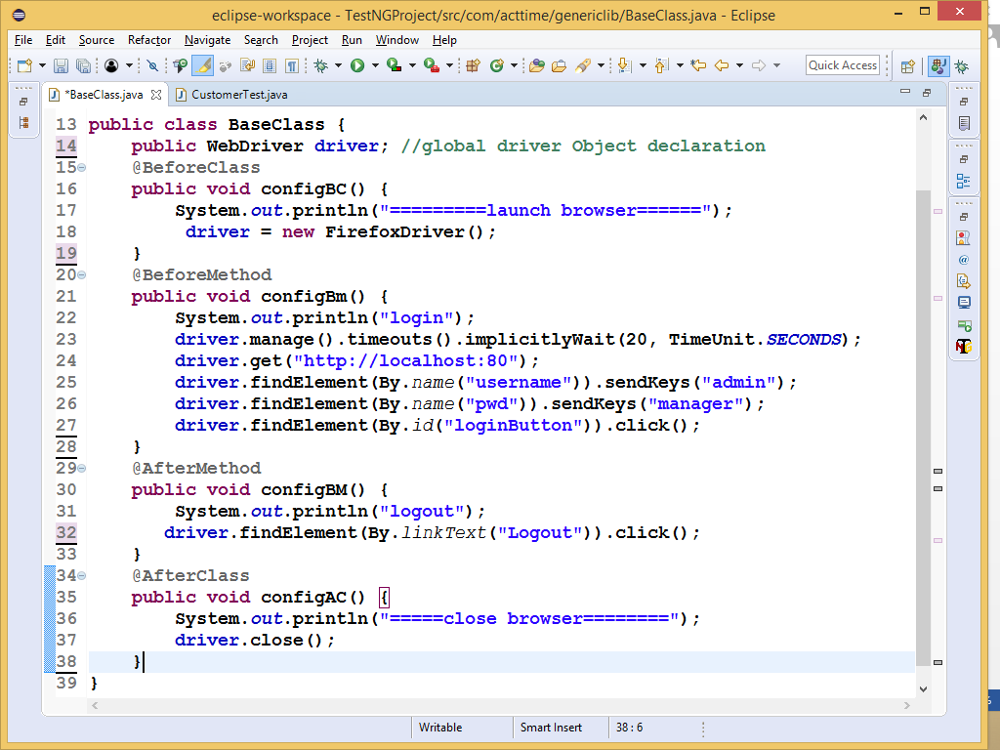 eclipse-workspace - TestNGProject/src/com/acttime/genericlib/BaseClass.java - Eclipse
File Edit Source Refactor Navigate Search Project Run Window Help
Quick Access
*BaseClass.java CustomerTest.java
13 public class BaseClass {
14 public WebDriver driver; //global driver Object declaration
15 @BeforeClass
16 public void configBC() {
17 System.out.println("=========launch browser======");
18 driver = new FirefoxDriver();
19 }
20 @BeforeMethod
21 public void configBm() {
22 System.out.println("login");
23 driver.manage().timeouts().implicitlyWait(20, TimeUnit.SECONDS);
24 driver.get("http://localhost:80");
25 driver.findElement(By.name("username")).sendKeys("admin");
26 driver.findElement(By.name("pwd")).sendKeys("manager");
27 driver.findElement(By.id("loginButton")).click();
28 }
29 @AfterMethod
30 public void configBM() {
31 System.out.println("logout");
32 driver.findElement(By.linkText("Logout")).click();
33 }
34 @AfterClass
35 public void configAC() {
36 System.out.println("=====close browser========");
37 driver.close();
38 }
39 }
Writable Smart Insert 38 : 6